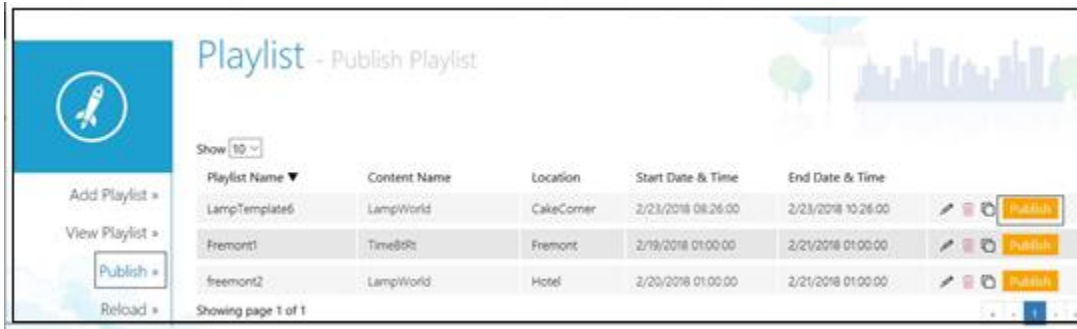 Playlist - Publish Playlist
Show 10
Playlist Name ▼ Content Name Location Start Date & Time End Date & Time
LampTemplate6 LampWorld CakeCorner 2/23/2018 08:26:00 2/23/2018 10:26:00 Publish
Fremont1 TimeBtRt Fremont 2/19/2018 01:00:00 2/21/2018 01:00:00 Publish
freemont2 LampWorld Hotel 2/20/2018 01:00:00 2/21/2018 01:00:00 Publish
Showing page 1 of 1
1
Add Playlist »
View Playlist »
Publish »
Reload »